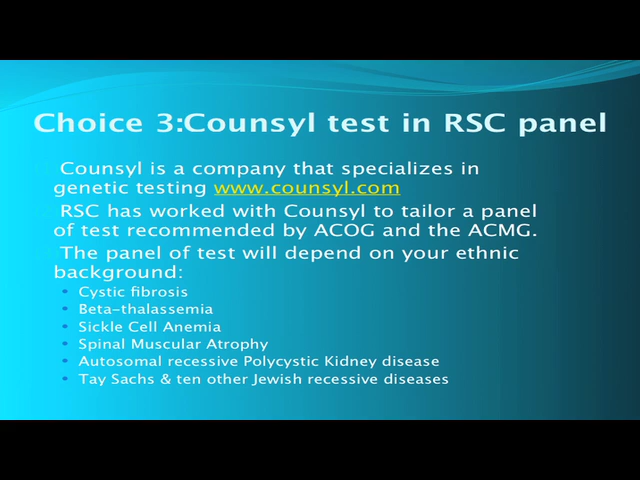 Choice 3:Counsyl test in RSC panel
Counsyl is a company that specializes in
genetic testing www.counsyl.com
RSC has worked with Counsyl to tailor a panel
of test recommended by ACOG and the ACMG.
The panel of test will depend on your ethnic
background:
• Cystic fibrosis
• Beta-thalassemia
• Sickle Cell Anemia
• Spinal Muscular Atrophy
• Autosomal recessive Polycystic Kidney disease
• Tay Sachs & ten other Jewish recessive diseases